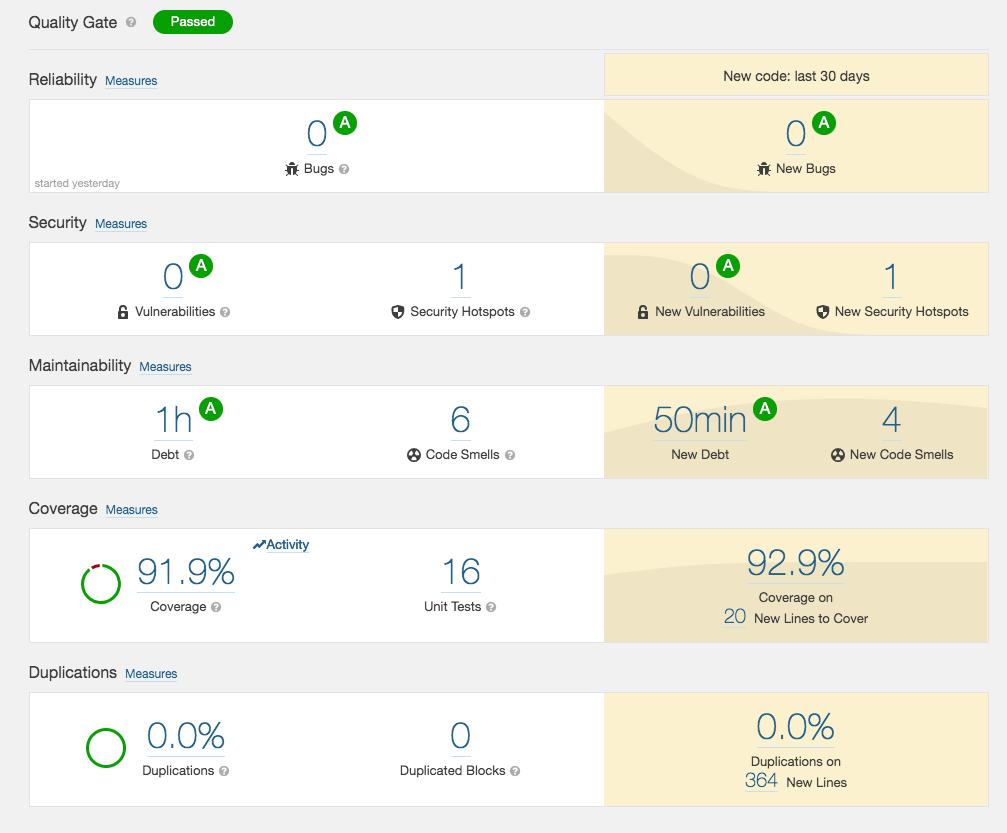 Quality Gate ? Passed
New code: last 30 days
Reliability Measures
0 A
Bugs ?
started yesterday
0 A
New Bugs
Security Measures
0 A
Vulnerabilities ?
1
Security Hotspots ?
0 A
New Vulnerabilities
1
New Security Hotspots
Maintainability Measures
1h A
Debt ?
6
Code Smells ?
50min A
New Debt
4
New Code Smells
Coverage Measures
Activity
91.9%
Coverage ?
16
Unit Tests ?
92.9%
Coverage on
20 New Lines to Cover
Duplications Measures
0.0%
Duplications ?
0
Duplicated Blocks ?
0.0%
Duplications on
364 New Lines